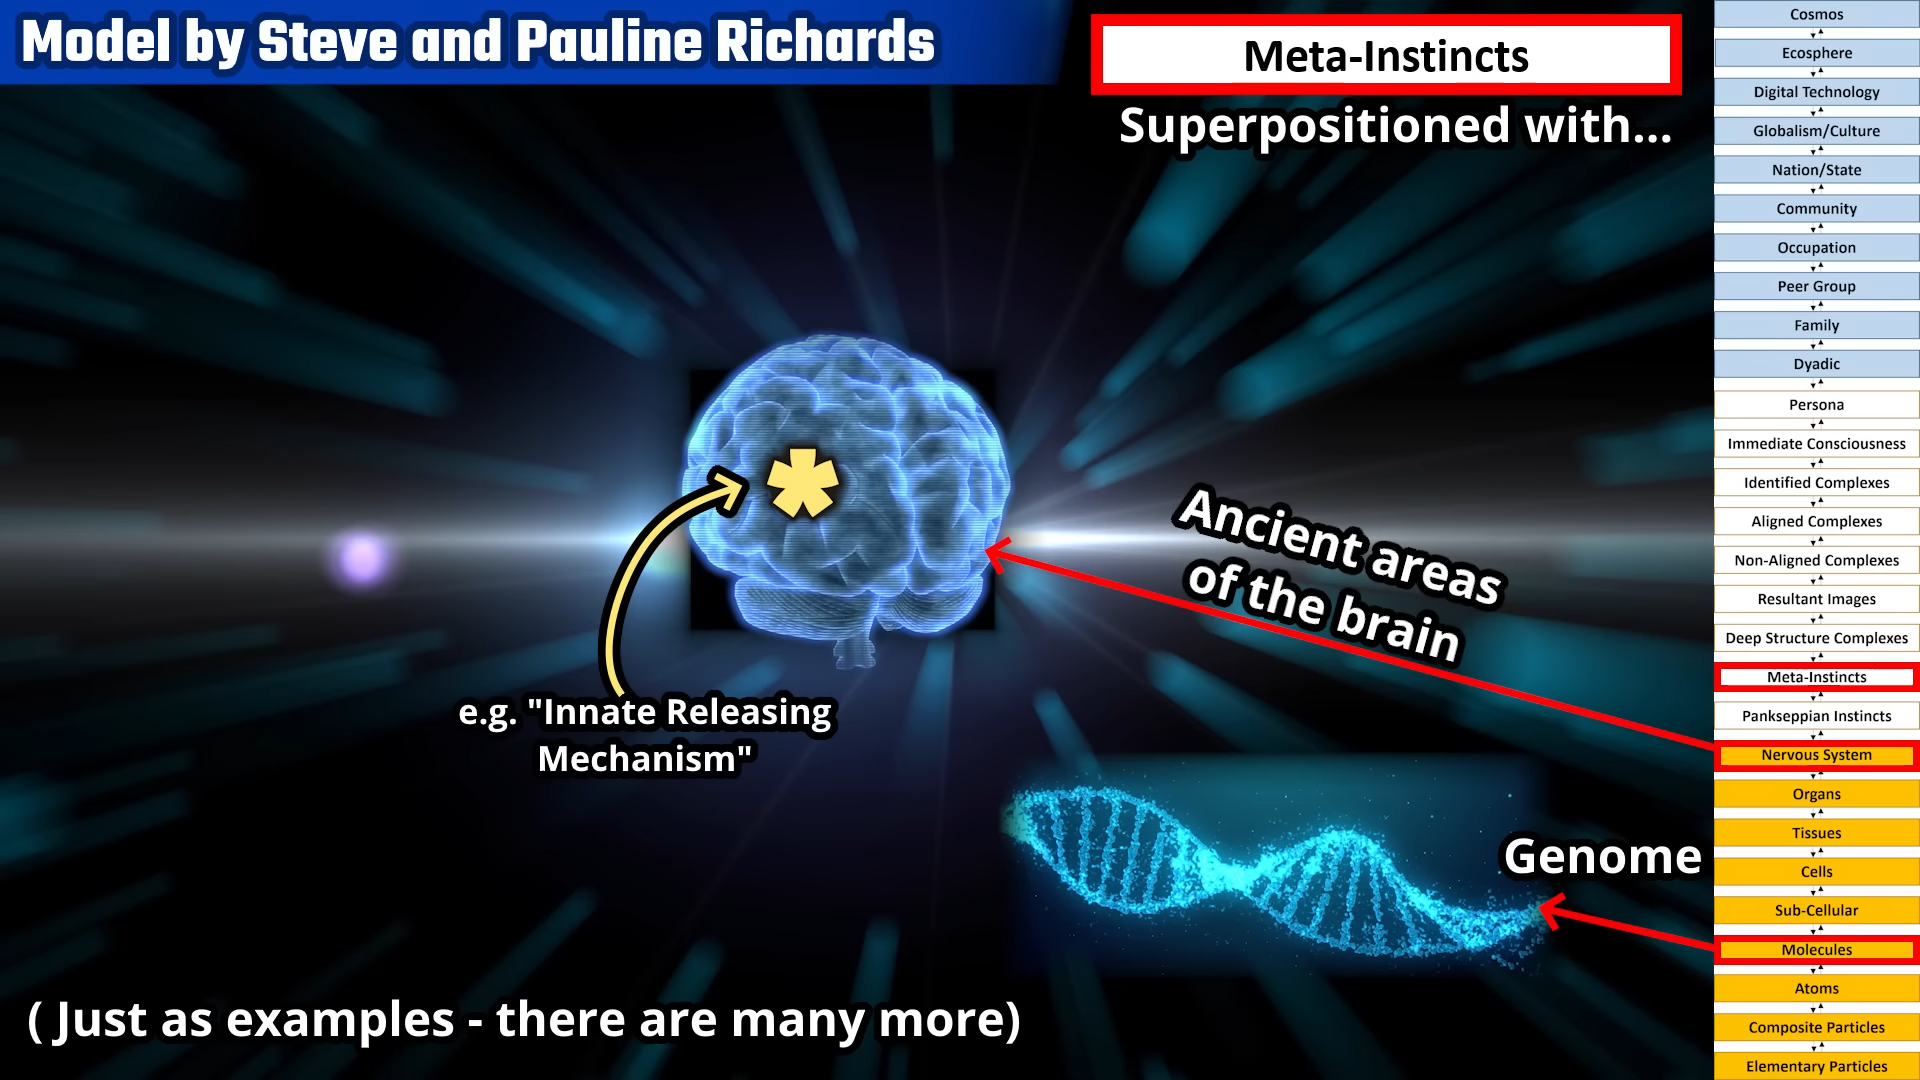 Model by Steve and Pauline Richards
Meta-Instincts
Superpositioned with...
Ancient areas
of the brain
e.g. "Innate Releasing
Mechanism"
Genome
( Just as examples - there are many more)
Cosmos
Ecosphere
Digital Technology
Globalism/Culture
Nation/State
Community
Occupation
Peer Group
Family
Dyadic
Persona
Immediate Consciousness
Identified Complexes
Aligned Complexes
Non-Aligned Complexes
Resultant Images
Deep Structure Complexes
Meta-Instincts
Pankseppian Instincts
Nervous System
Organs
Tissues
Cells
Sub-Cellular
Molecules
Atoms
Composite Particles
Elementary Particles